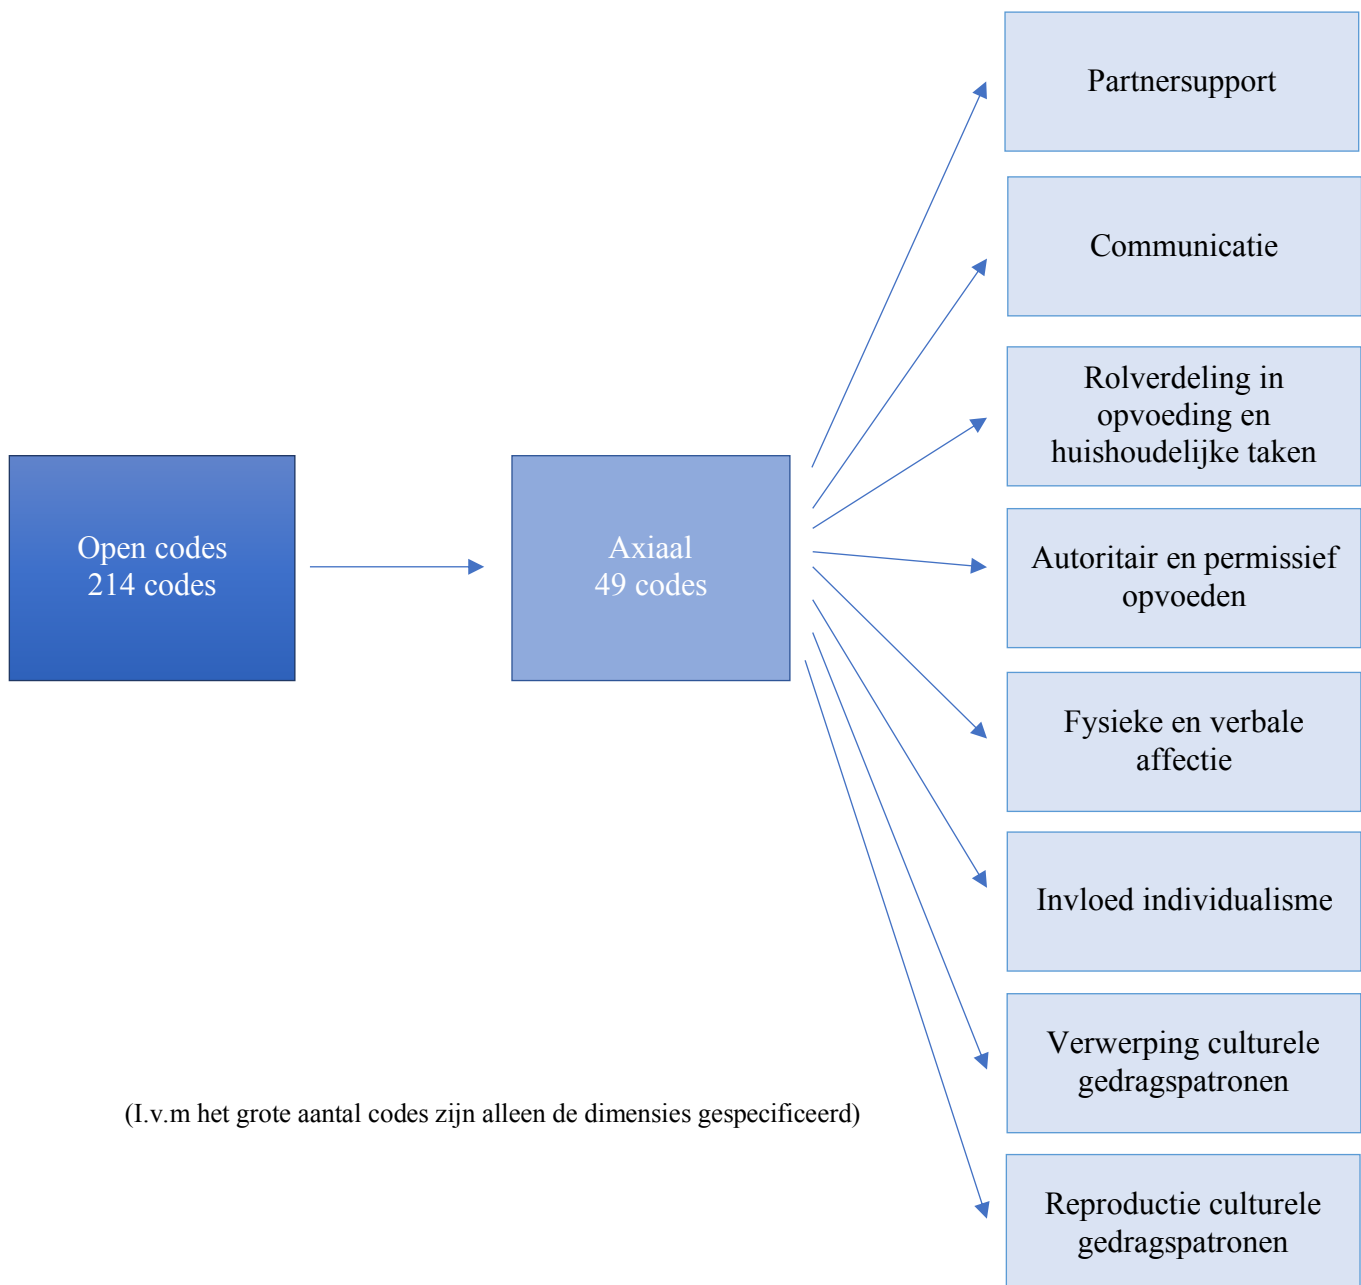 Partnersupport
Communicatie
Rolverdeling in
opvoeding en
huishoudelijke taken
Open codes
214 codes
Axiaal
49 codes
Autoritair en permissief
opvoeden
Fysieke en verbale
affectie
Invloed individualisme
Verwerping culturele
gedragspatronen
(I.v.m het grote aantal codes zijn alleen de dimensies gespecificeerd)
Reproductie culturele
gedragspatronen